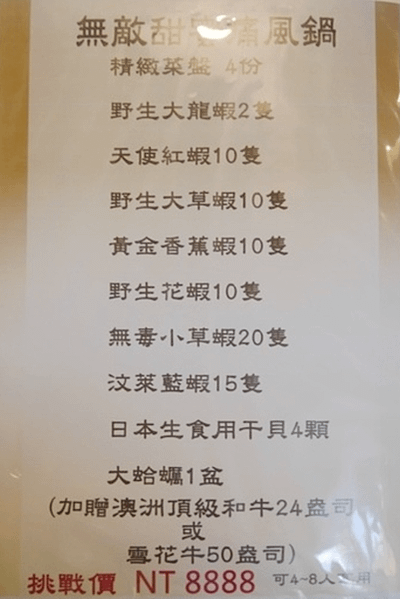 無敵甜蜜痛風鍋
精緻菜盤 4份
野生大龍蝦2隻
天使紅蝦10隻
野生大草蝦10隻
黃金香蕉蝦10隻
野生花蝦10隻
無毒小草蝦20隻
汶萊藍蝦15隻
日本生食用干貝4顆
大蛤蠣1盆
(加贈澳洲頂級和牛24盎司
或
雪花牛50盎司)
挑戰價 NT 8888 可4~8人享用